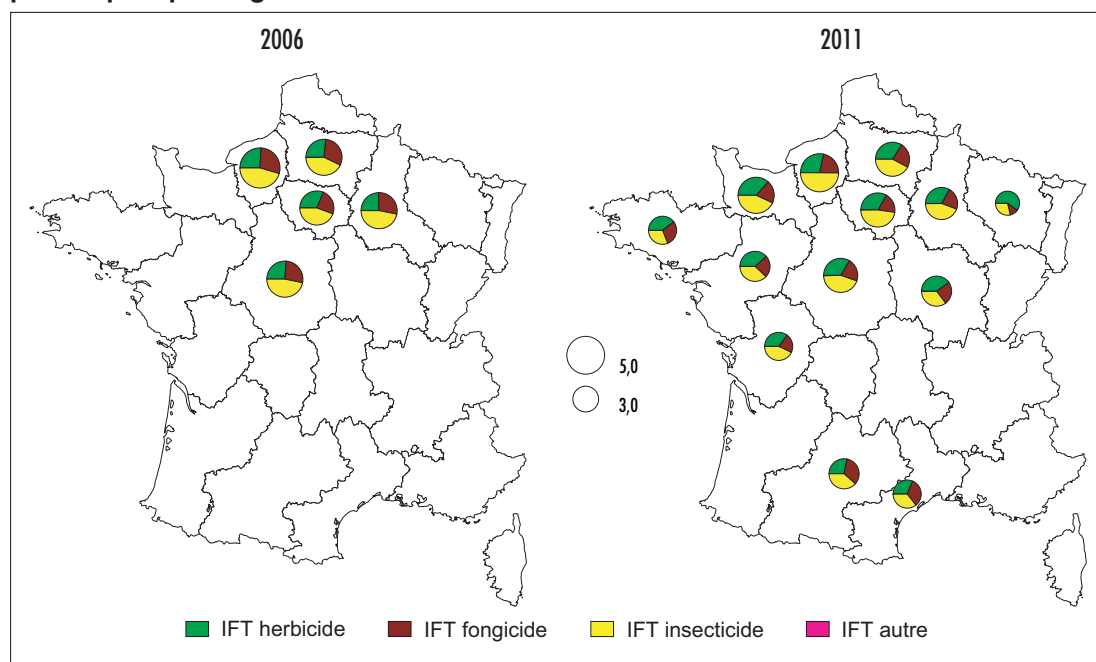 2006
2011
5,0
3,0
IFT herbicide
IFT fongicide
IFT insecticide
IFT autre